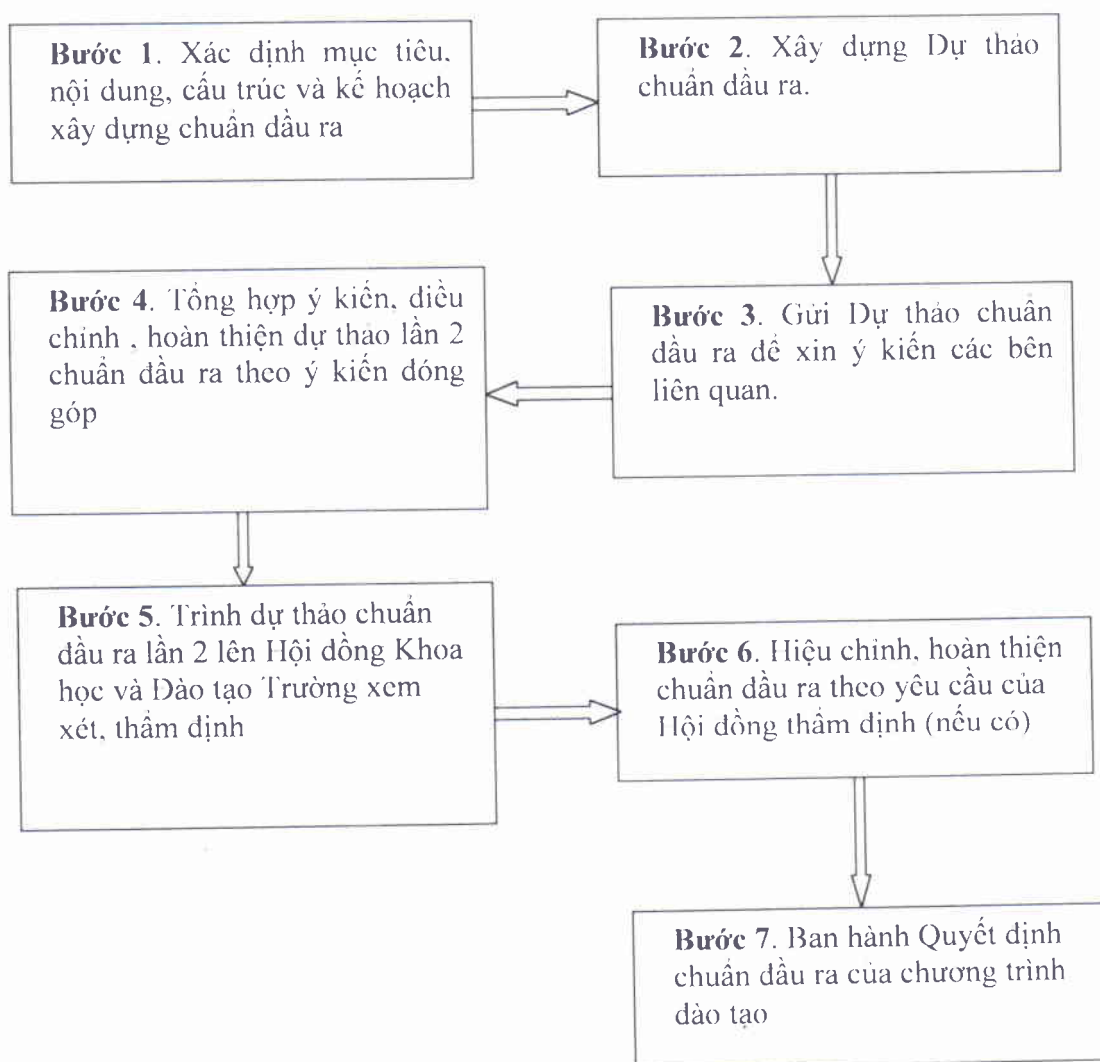 Bước 1. Xác định mục tiêu,
nội dung, cấu trúc và kế hoạch
xây dựng chuẩn đầu ra
Bước 2. Xây dựng Dự thảo
chuẩn đầu ra.
Bước 3. Gửi Dự thảo chuẩn
đầu ra để xin ý kiến các bên
liên quan.
Bước 4. Tổng hợp ý kiến, điều
chỉnh , hoàn thiện dự thảo lần 2
chuẩn đầu ra theo ý kiến đóng
góp
Bước 5. Trình dự thảo chuẩn
đầu ra lần 2 lên Hội đồng Khoa
học và Đào tạo Trường xem
xét, thẩm định
Bước 6. Hiệu chỉnh, hoàn thiện
chuẩn đầu ra theo yêu cầu của
Hội đồng thẩm định (nếu có)
Bước 7. Ban hành Quyết định
chuẩn đầu ra của chương trình
đào tạo